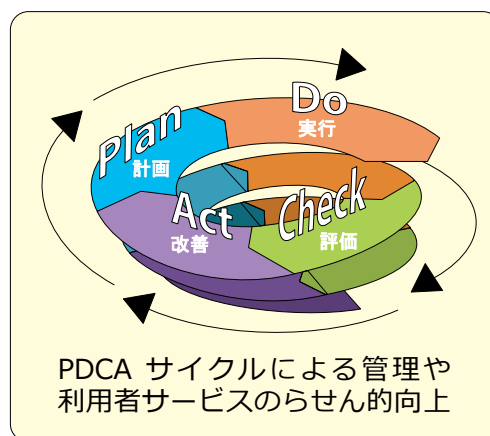 Plan
計画
Do
実行
Check
評価
Act
改善
PDCA サイクルによる管理や
利用者サービスのらせん的向上